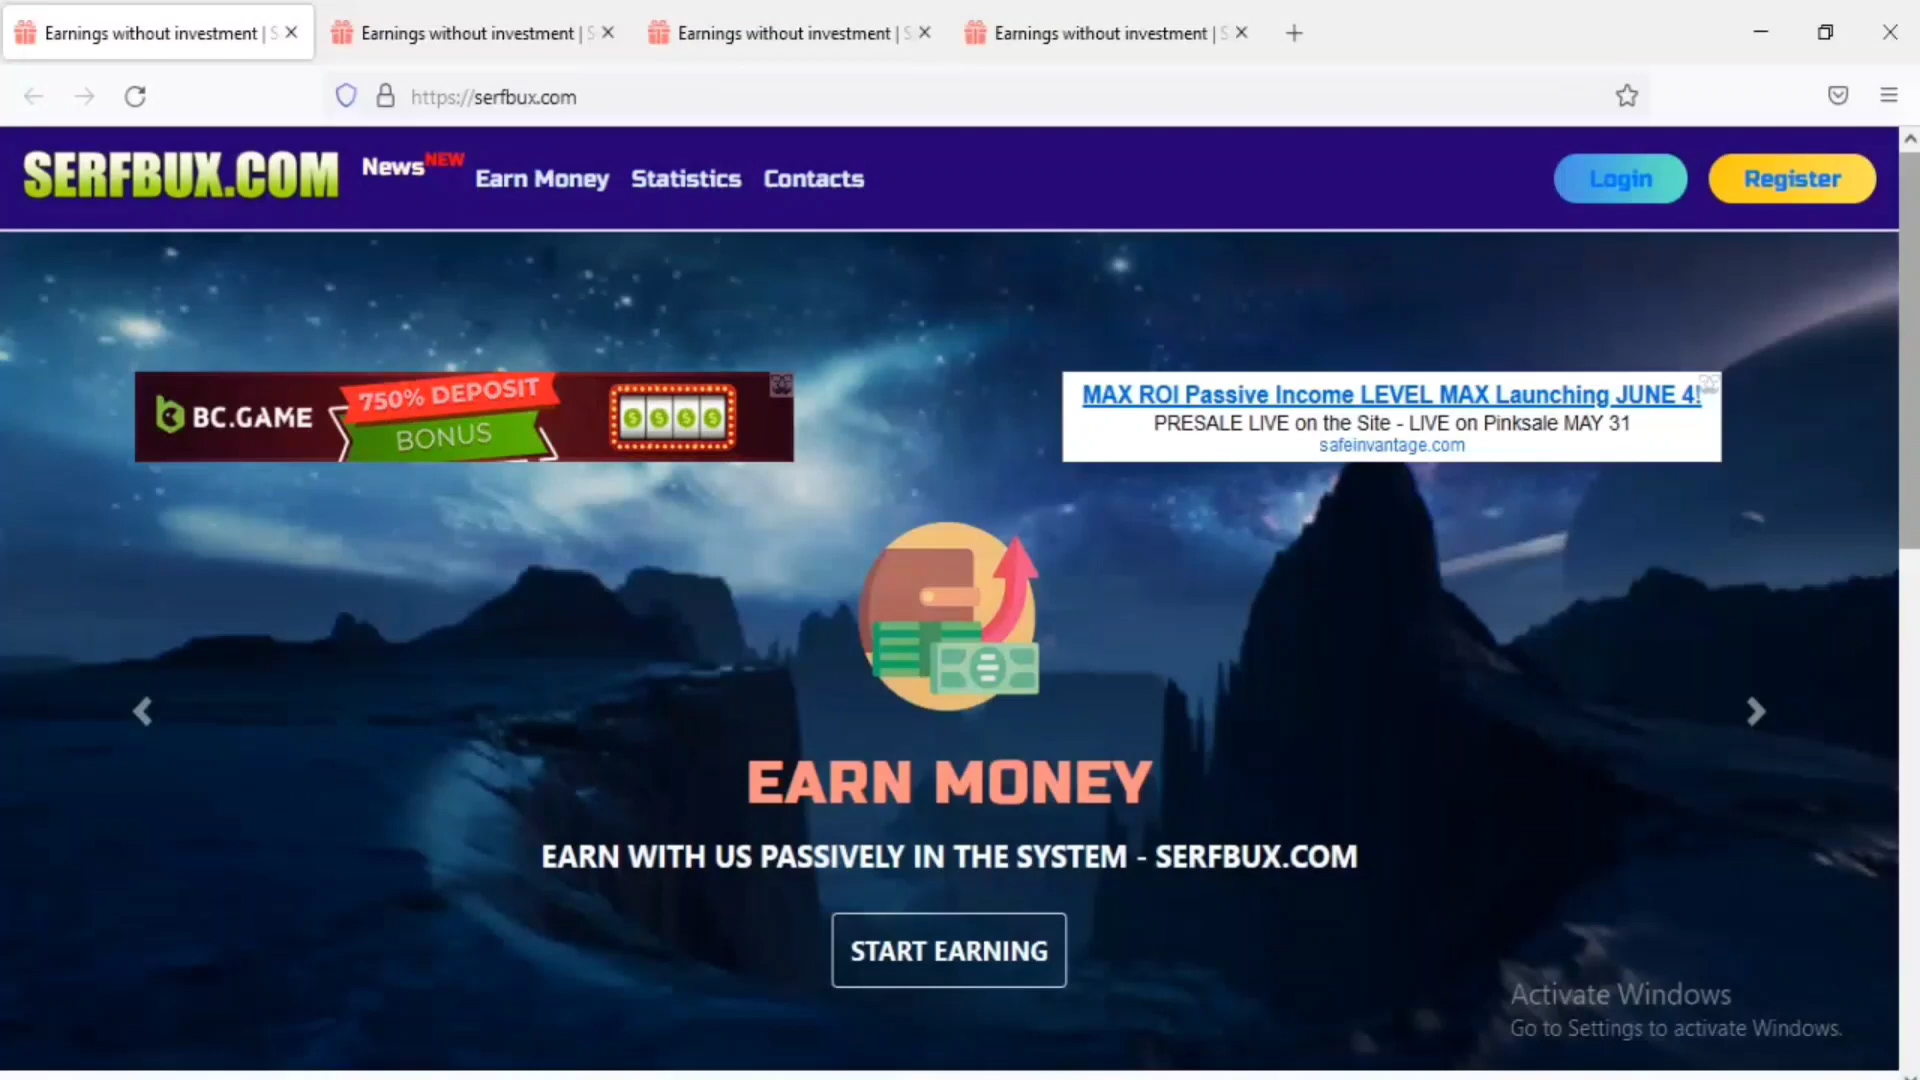 Earnings without investment | S
Earnings without investment | S
Earnings without investment | S
Earnings without investment | S
https://serfbux.com
SERFBUX.COM
News NEW
Earn Money
Statistics
Contacts
Login
Register
BC.GAME
750% DEPOSIT
BONUS
MAX ROI Passive Income LEVEL MAX Launching JUNE 4!
PRESALE LIVE on the Site - LIVE on Pinksale MAY 31
safeinvantage.com
EARN MONEY
EARN WITH US PASSIVELY IN THE SYSTEM - SERFBUX.COM
START EARNING
Activate Windows
Go to Settings to activate Windows.